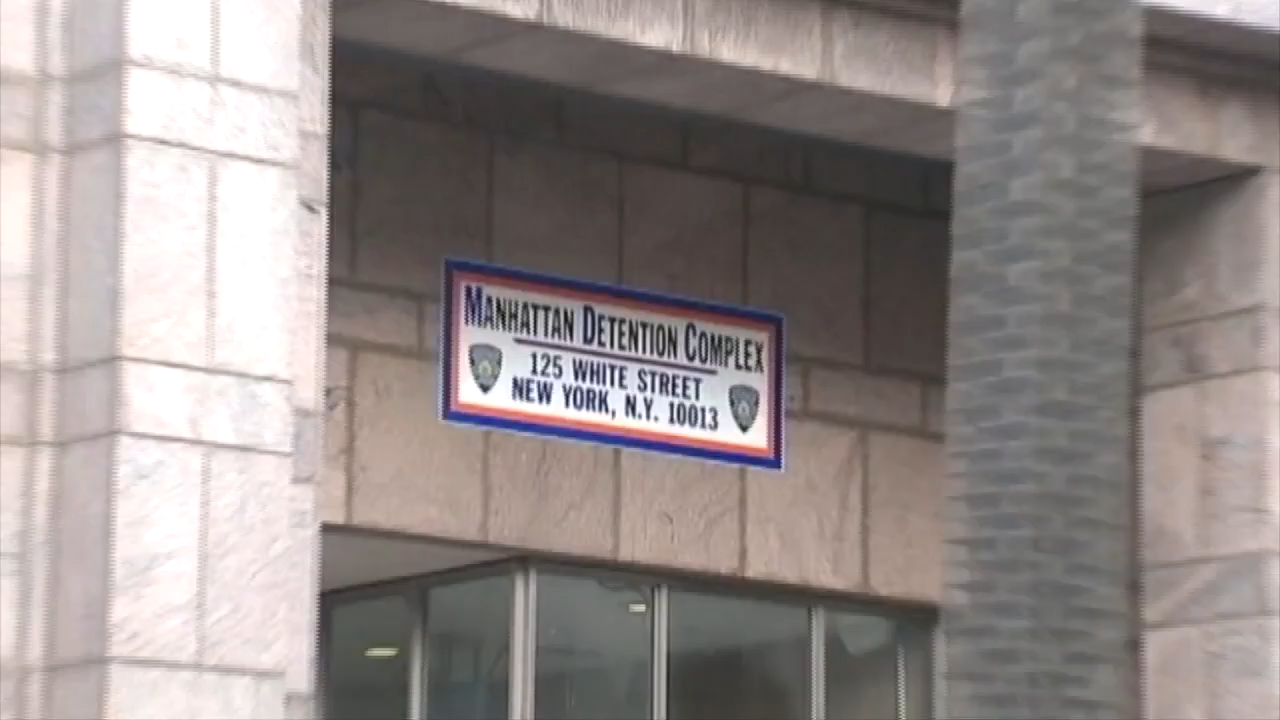 Manhattan Detention Complex
125 WHITE STREET
NEW YORK, N.Y. 10013